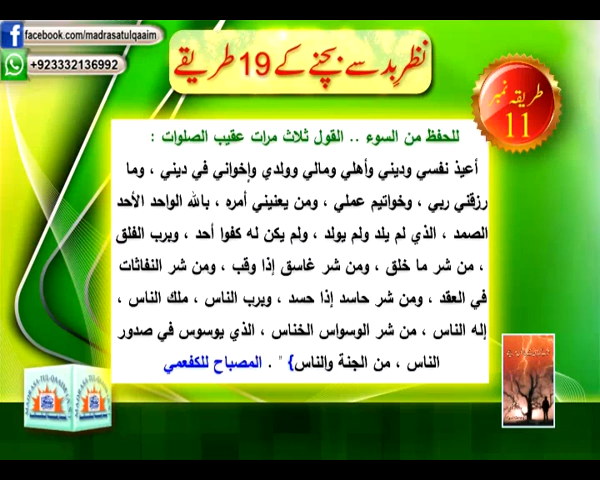 facebook.com/madrasatulqaaim
+923332136992
نظرِبد سے بچنے کے 19 طریقے
طریقہ نمبر
11
للحفظ من السوء .. القول ثلاث مرات عقيب الصلوات :
أعيذ نفسي وديني وأهلي ومالي وولدي وإخواني في ديني ، وما
رزقني ربي ، وخواتيم عملي ، ومن يعنيني أمره ، بالله الواحد الأحد
الصمد ، الذي لم يلد ولم يولد ، ولم يكن له كفوا أحد ، وبرب الفلق
، من شر ما خلق ، ومن شر غاسق إذا وقب ، ومن شر النفاثات
في العقد ، ومن شر حاسد إذا حسد ، وبرب الناس ، ملك الناس ،
إله الناس ، من شر الوسواس الخناس ، الذي يوسوس في صدور
الناس ، من الجنة والناس} " . المصباح للكفعمي